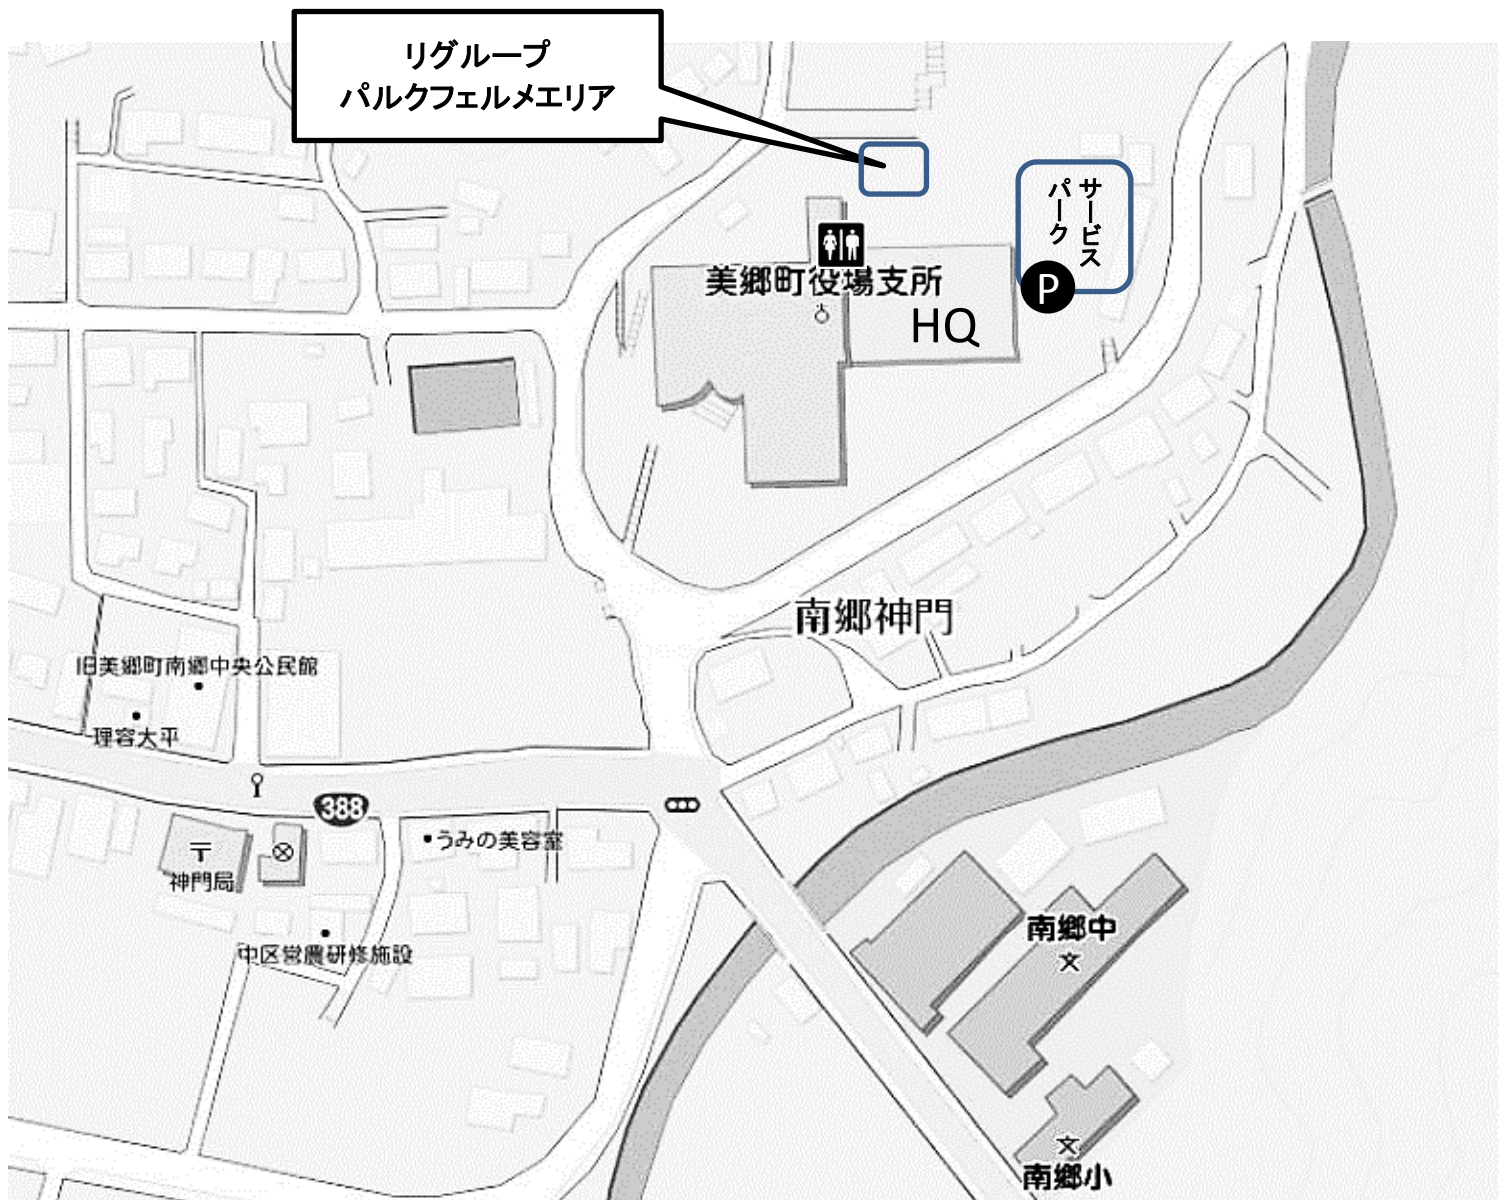 リグループ
パルクフェルメエリア
サービス
パーク
P
美郷町役場支所
HQ
南郷神門
旧美郷町南郷中央公民館
理容大平
388
うみの美容室
神門局
中区営農研修施設
南郷中
文
文
南郷小